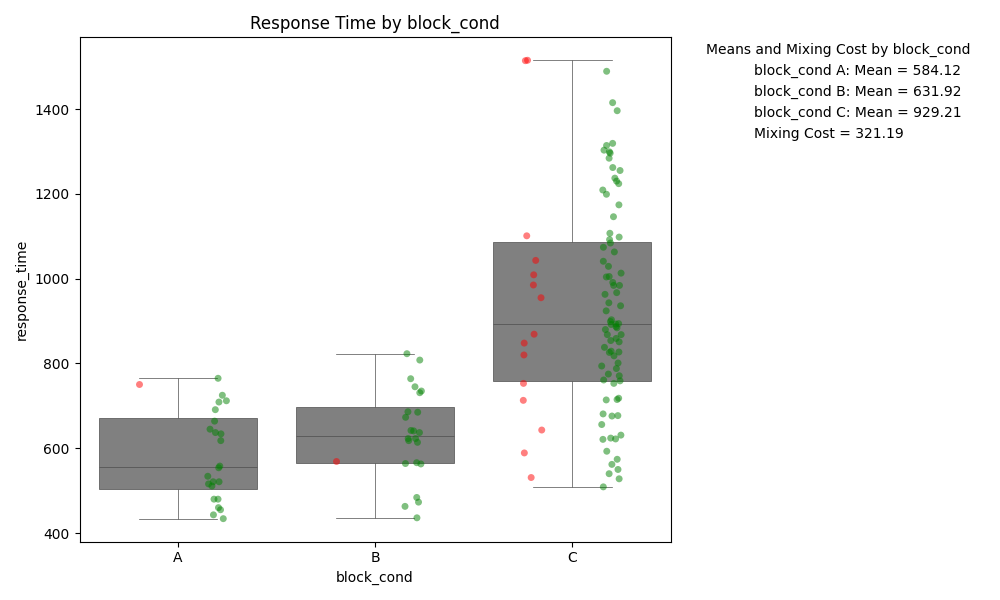 Response Time by block_cond
Means and Mixing Cost by block_cond
block_cond A: Mean = 584.12
block_cond B: Mean = 631.92
block_cond C: Mean = 929.21
Mixing Cost = 321.19
response_time
1400
1200
1000
800
600
400
A B C
block_cond